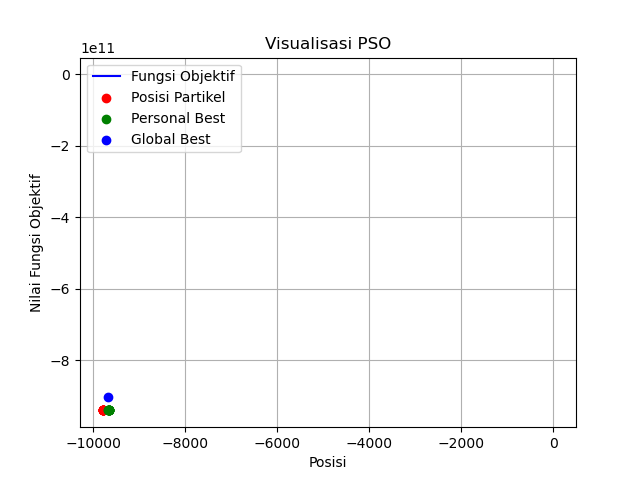 Visualisasi PSO
1e11
Fungsi Objektif
Posisi Partikel
Personal Best
Global Best
Nilai Fungsi Objektif
0
−2
−4
−6
−8
−10000
−8000
−6000
−4000
−2000
0
Posisi